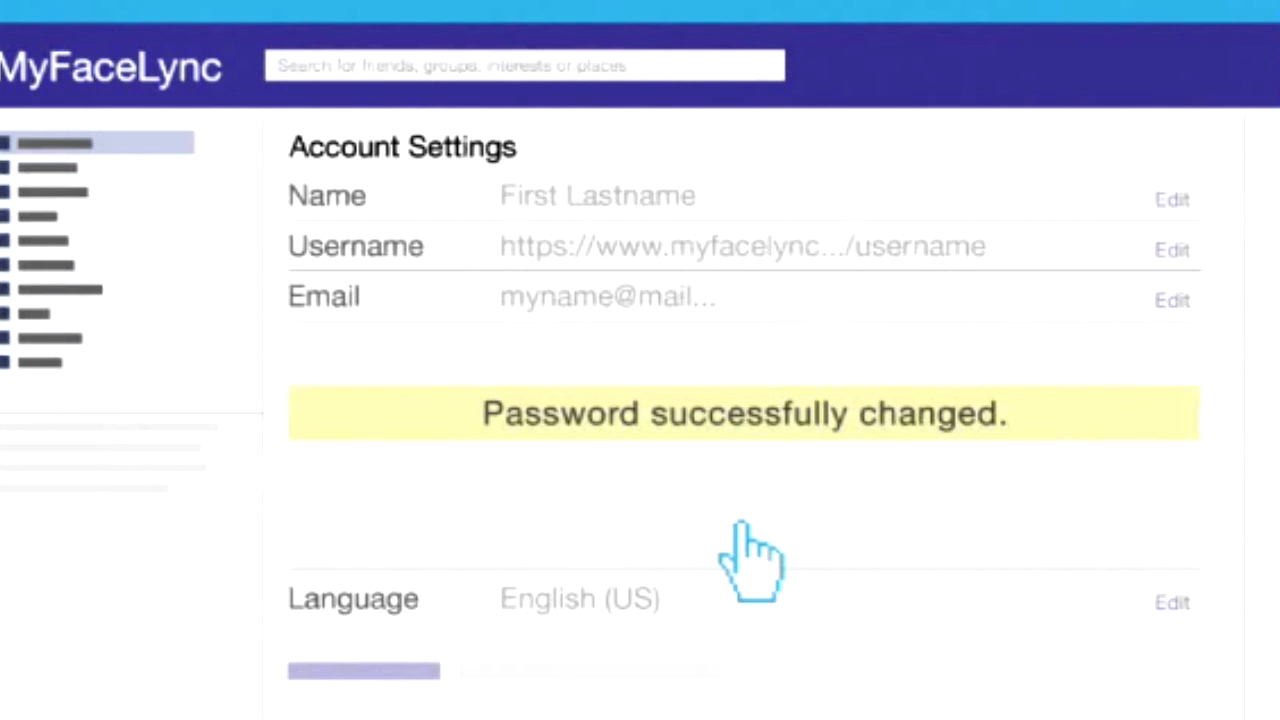 MyFaceLync
Search for friends, groups, interests or places
Account Settings
Name First Lastname Edit
Username https://www.myfacelync.../username Edit
Email myname@mail... Edit
Password successfully changed.
Language English (US) Edit